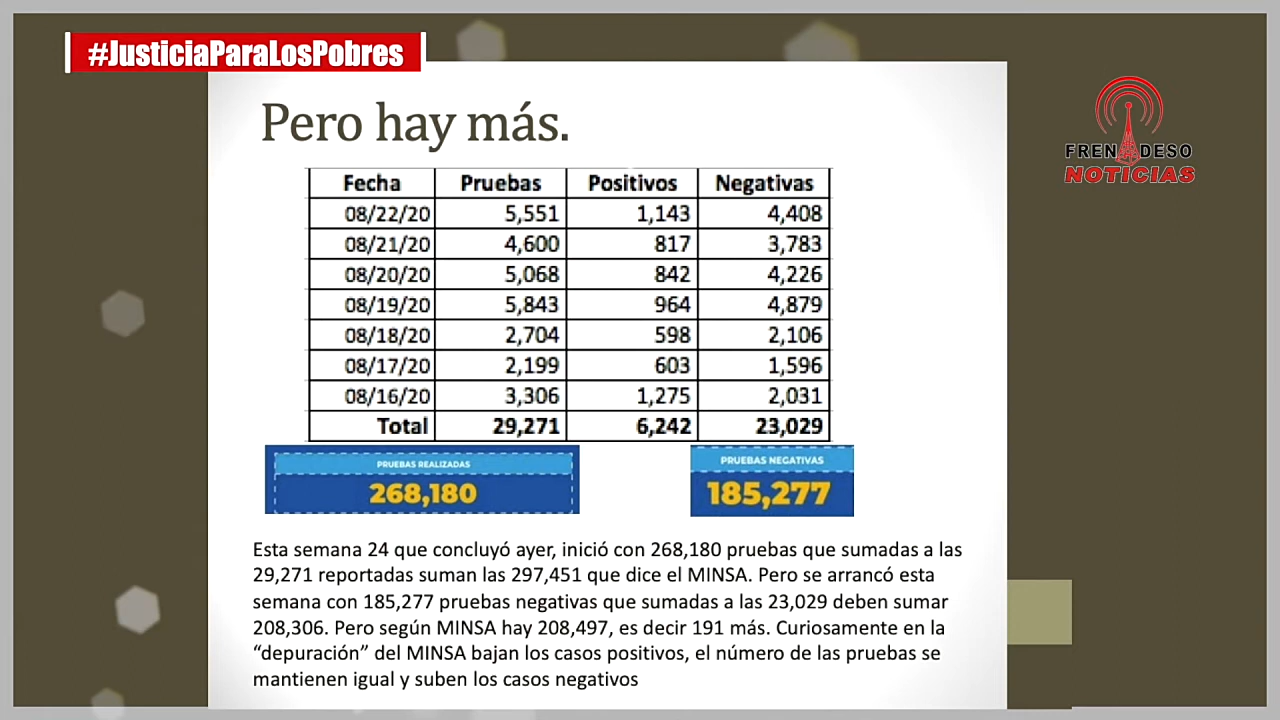 #JusticiaParaLosPobres
Pero hay más.
FRENADESO
NOTICIAS
Fecha Pruebas Positivos Negativas
08/22/20 5,551 1,143 4,408
08/21/20 4,600 817 3,783
08/20/20 5,068 842 4,226
08/19/20 5,843 964 4,879
08/18/20 2,704 598 2,106
08/17/20 2,199 603 1,596
08/16/20 3,306 1,275 2,031
Total 29,271 6,242 23,029
PRUEBAS REALIZADAS
268,180
PRUEBAS NEGATIVAS
185,277
Esta semana 24 que concluyó ayer, inició con 268,180 pruebas que sumadas a las
29,271 reportadas suman las 297,451 que dice el MINSA. Pero se arrancó esta
semana con 185,277 pruebas negativas que sumadas a las 23,029 deben sumar
208,306. Pero según MINSA hay 208,497, es decir 191 más. Curiosamente en la
“depuración” del MINSA bajan los casos positivos, el número de las pruebas se
mantienen igual y suben los casos negativos